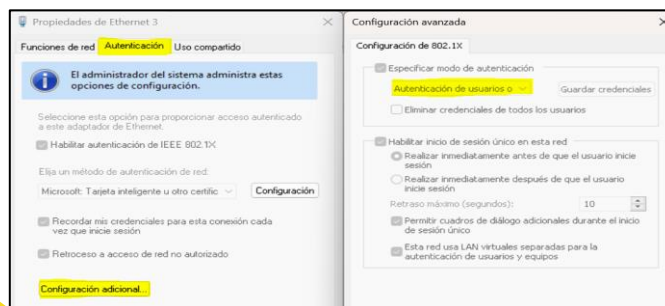 Propiedades de Ethernet 3
Funciones de red Autenticación Uso compartido
El administrador del sistema administra estas
opciones de configuración.
Seleccione esta opción para proporcionar acceso autenticado
a este adaptador de Ethernet
Habilitar autenticación de IEEE 802.1X
Elija un método de autenticación de red:
Microsoft: Tarjeta inteligente u otro certific
Configuración
Recordar mis credenciales para esta conexión cada
vez que inicie sesión
Retroceso a acceso de red no autorizado
Configuración adicional...
Configuración avanzada
Configuración de 802.1X
Especificar modo de autenticación
Autenticación de usuarios o
Guardar credenciales
Eliminar credenciales de todos los usuarios
Habilitar inicio de sesión único en esta red
Realizar inmediatamente antes de que el usuario inicie
sesión
Realizar inmediatamente después de que el usuario
inicie sesión
Retraso máximo (segundos):
10
Permitir cuadros de diálogo adicionales durante el inicio
de sesión único
Esta red usa LAN virtuales separadas para la
autenticación de usuarios y equipos